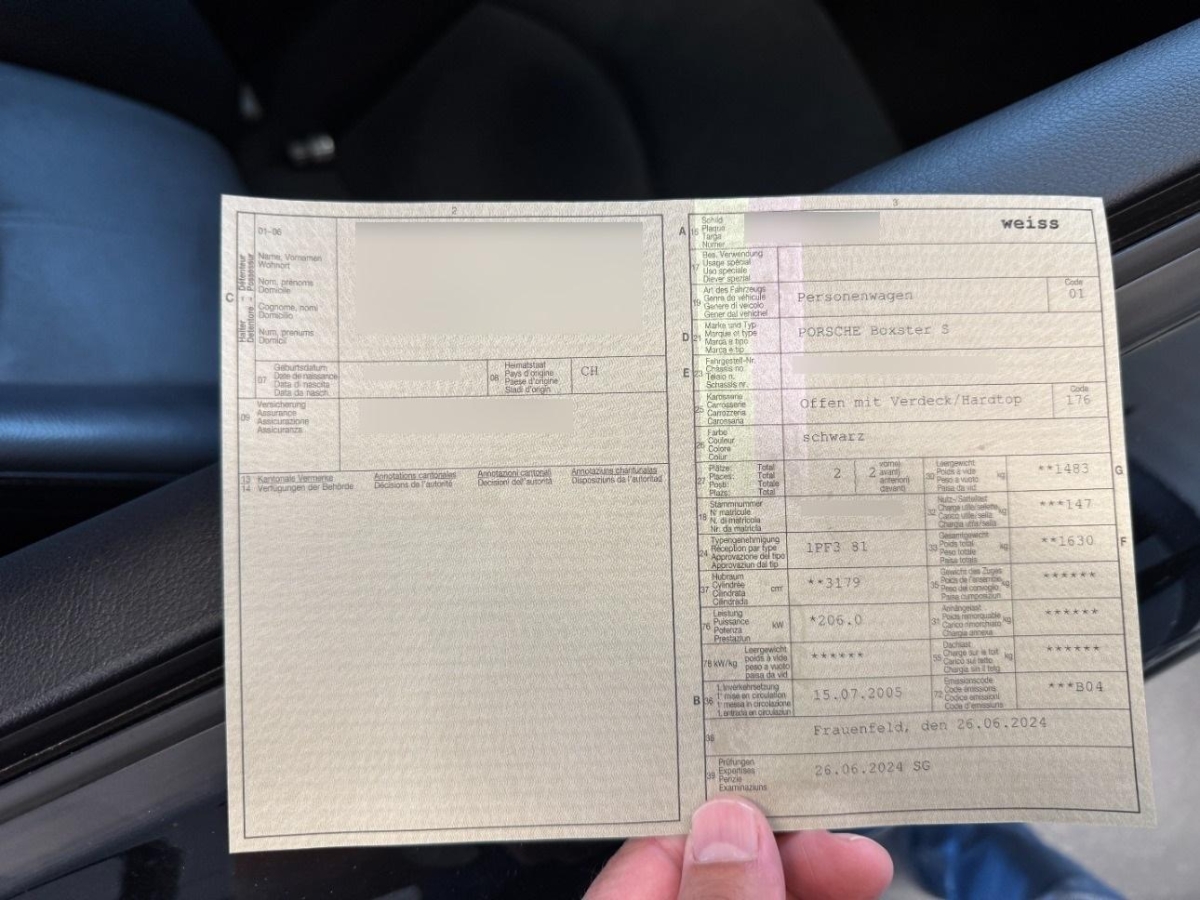 2
3
C
Halter - Détenteur
Detentore - Possessur
01-06
Name, Vornamen
Wohnort
Nom, prénoms
Domicile
Cognome, nomi
Domicilio
Num, prenums
Domicil
07
Geburtsdatum
Date de naissance
Data di nascita
Data da nasch.
08
Heimatstaat
Pays d'origine
Paese d'origine
Stadi d'origin
CH
09
Versicherung
Assurance
Assicurazione
Assicuranza
13 Kantonale Vermerke
14 Verfügungen der Behörde
Annotations cantonales
Décisions de l'autorité
Annotazioni cantonali
Decisioni dell'autorità
Annotaziuns chantunalas
Disposiziuns da l'autoritad
A
15
Schild
Plaque
Targa
Numer
weiss
17
Bes. Verwendung
Usage spécial
Uso speciale
Diever spezial
19
Art des Fahrzeugs
Genre de véhicule
Genere di veicolo
Gener dal vehichel
Personenwagen
Code
01
D
21
Marke und Typ
Marque et type
Marca e tipo
Marca e tip
PORSCHE Boxster S
E
23
Fahrgestell-Nr.
Châssis no.
Telaio n.
Schassis nr.
25
Karosserie
Carrosserie
Carrozzeria
Carossaria
Offen mit Verdeck/Hardtop
Code
176
26
Farbe
Couleur
Colore
Colur
schwarz
27
Plätze: Total
Places: Total
Posti: Totale
Plazs: Total
2
2
vorne)
avant)
anteriori)
davant)
30
Leergewicht
Poids à vide
Peso a vuoto
Paisa da vid
kg
**1483
G
18
Stammnummer
N° matricule
N. di matricola
Nr. da matricla
32
Nutz-/Sattellast
Charge utile/sellette
Carico utile/sella
Chargia utila/sella
kg
***147
24
Typengenehmigung
Réception par type
Approvazione del tipo
Approvaziun dal tip
1PF3 81
33
Gesamtgewicht
Poids total
Peso totale
Paisa totala
kg
**1630
F
37
Hubraum
Cylindrée
Cilindrata
Cilindrada
cm³
**3179
35
Gewicht des Zuges
Poids de l'ensemble
Peso del convoglio
Paisa cumposiziun
kg
******
76
Leistung
Puissance
Potenza
Prestaziun
kW
*206.0
31
Anhängelast
Poids remorquable
Carico rimorchiato
Chargia annexa
kg
******
78 kW/kg
Leergewicht
poids à vide
peso a vuoto
paisa da vid
******
55
Dachlast
Charge sur le toit
Carico sul tetto
Chargia sin il tetg
kg
******
B
36
1. Inverkehrsetzung
1re mise en circulation
1a messa in circolazione
1. entrada en circulaziun
15.07.2005
72
Emissionscode
Code émissions
Codice emissioni
Code d'emissiuns
***B04
38
Frauenfeld, den 26.06.2024
39
Prüfungen
Expertises
Perizie
Examinaziuns
26.06.2024 SG